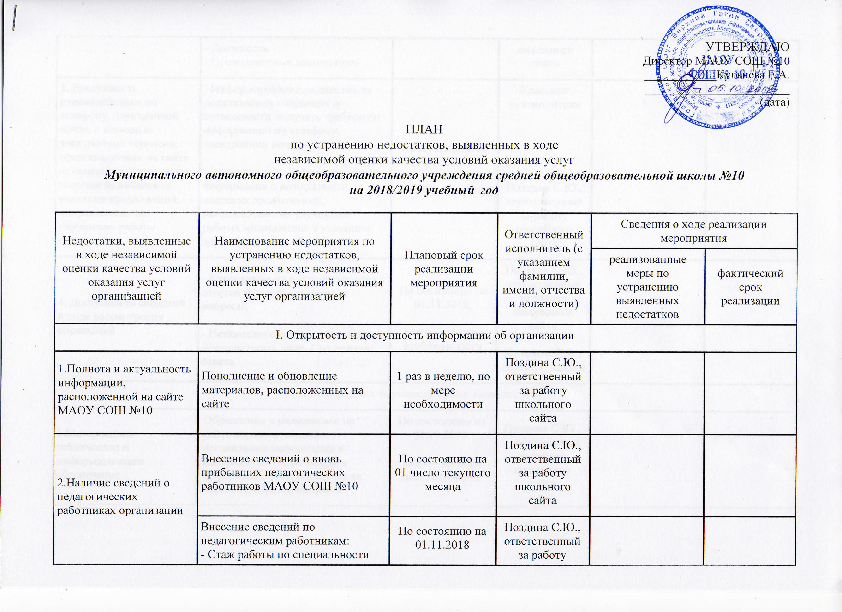 УТВЕРЖДАЮ
Директор МАОУ СОШ №10
05.10.
(дата)
ПЛАН
по устранению недостатков, выявленных в ходе
независимой оценки качества условий оказания услуг
Муниципального автономного общеобразовательного учреждения средней общеобразовательной школы №10
на 2018/2019 учебный год
Недостатки, выявленные
в ходе независимой
оценки качества условий
оказания услуг
организацией
Наименование мероприятия по
устранению недостатков,
выявленных в ходе независимой
оценки качества условий оказания
услуг организацией
Плановый срок
реализации
мероприятия
Ответственный
исполнитель (с
указанием
фамилии,
имени, отчества
и должности)
Сведения о ходе реализации
мероприятия
реализованные
меры по
устранению
выявленных
недостатков
фактический
срок
реализации
I. Открытость и доступность информации об организации
1.Полнота и актуальность
информации,
расположенной на сайте
МАОУ СОШ №10
Пополнение и обновление
материалов, расположенных на
сайте
1 раз в неделю, по
мере
необходимости
Поздина С.Ю.,
ответственный
за работу
школьного
сайта
2.Наличие сведений о
педагогических
работниках организации
Внесение сведений о вновь
прибывших педагогических
работников МАОУ СОШ №10
По состоянию на
01 число текущего
месяца
Поздина С.Ю.,
ответственный
за работу
школьного
сайта
Внесение сведений по
педагогическим работникам:
- Стаж работы по специальности
По состоянию на
01.11.2018
Поздина С.Ю.,
ответственный
за работу